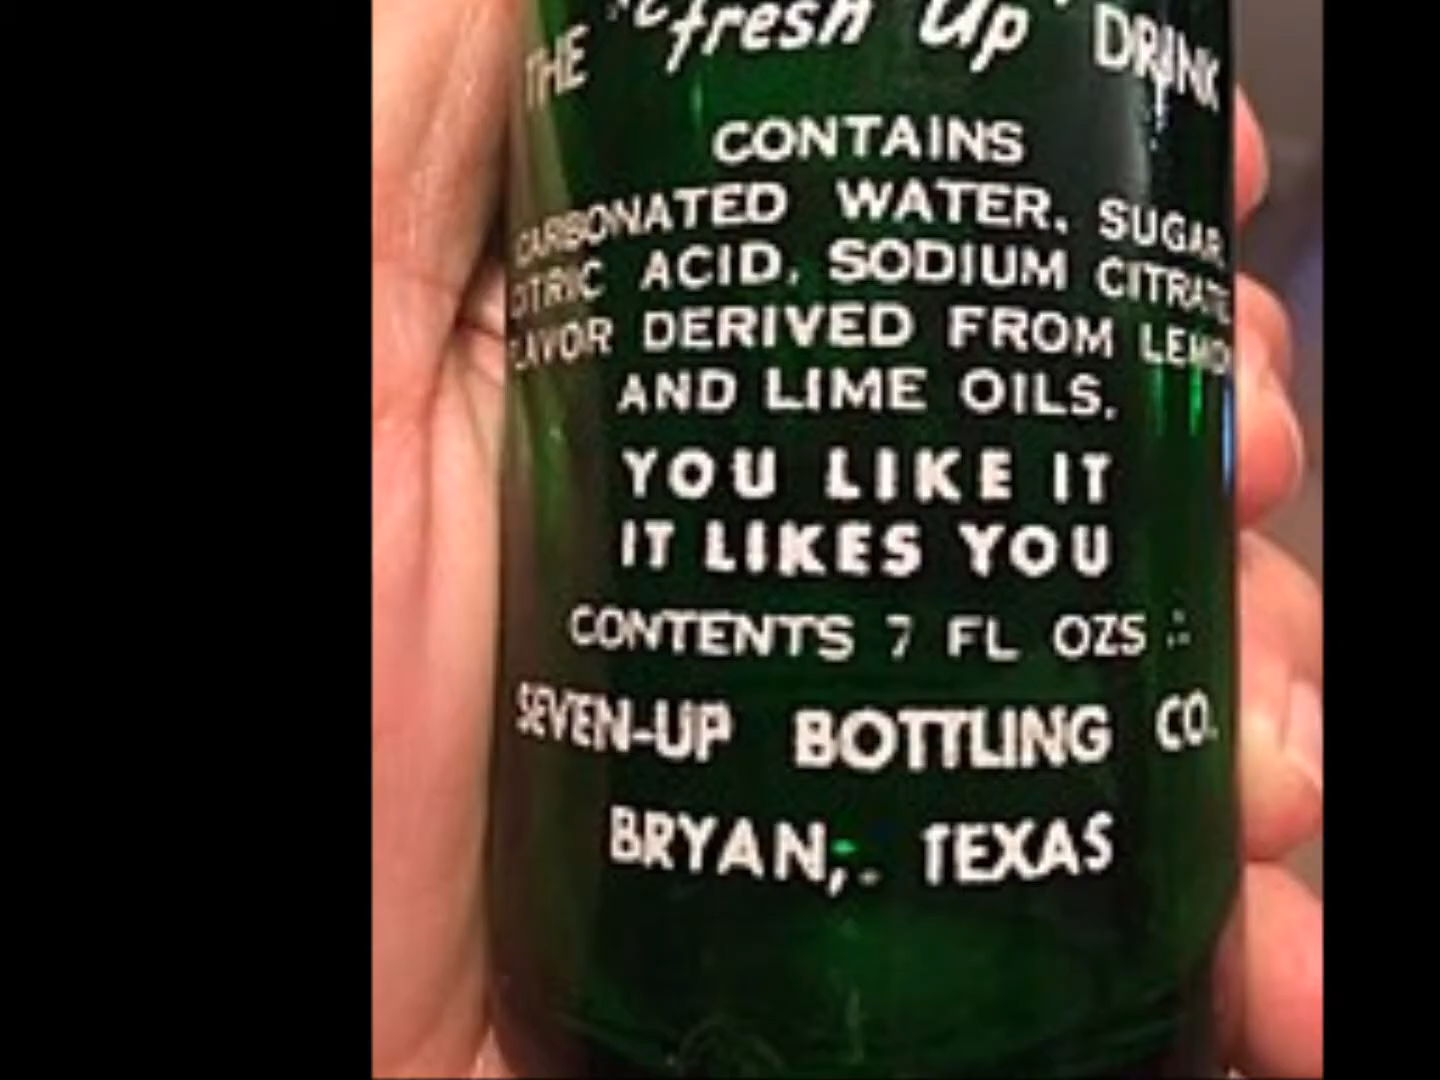 THE "fresh Up" DRINK
CONTAINS
CARBONATED WATER, SUGAR,
CITRIC ACID, SODIUM CITRATE
FLAVOR DERIVED FROM LEMON
AND LIME OILS.
YOU LIKE IT
IT LIKES YOU
CONTENTS 7 FL OZS
SEVEN-UP BOTTLING CO.
BRYAN, TEXAS